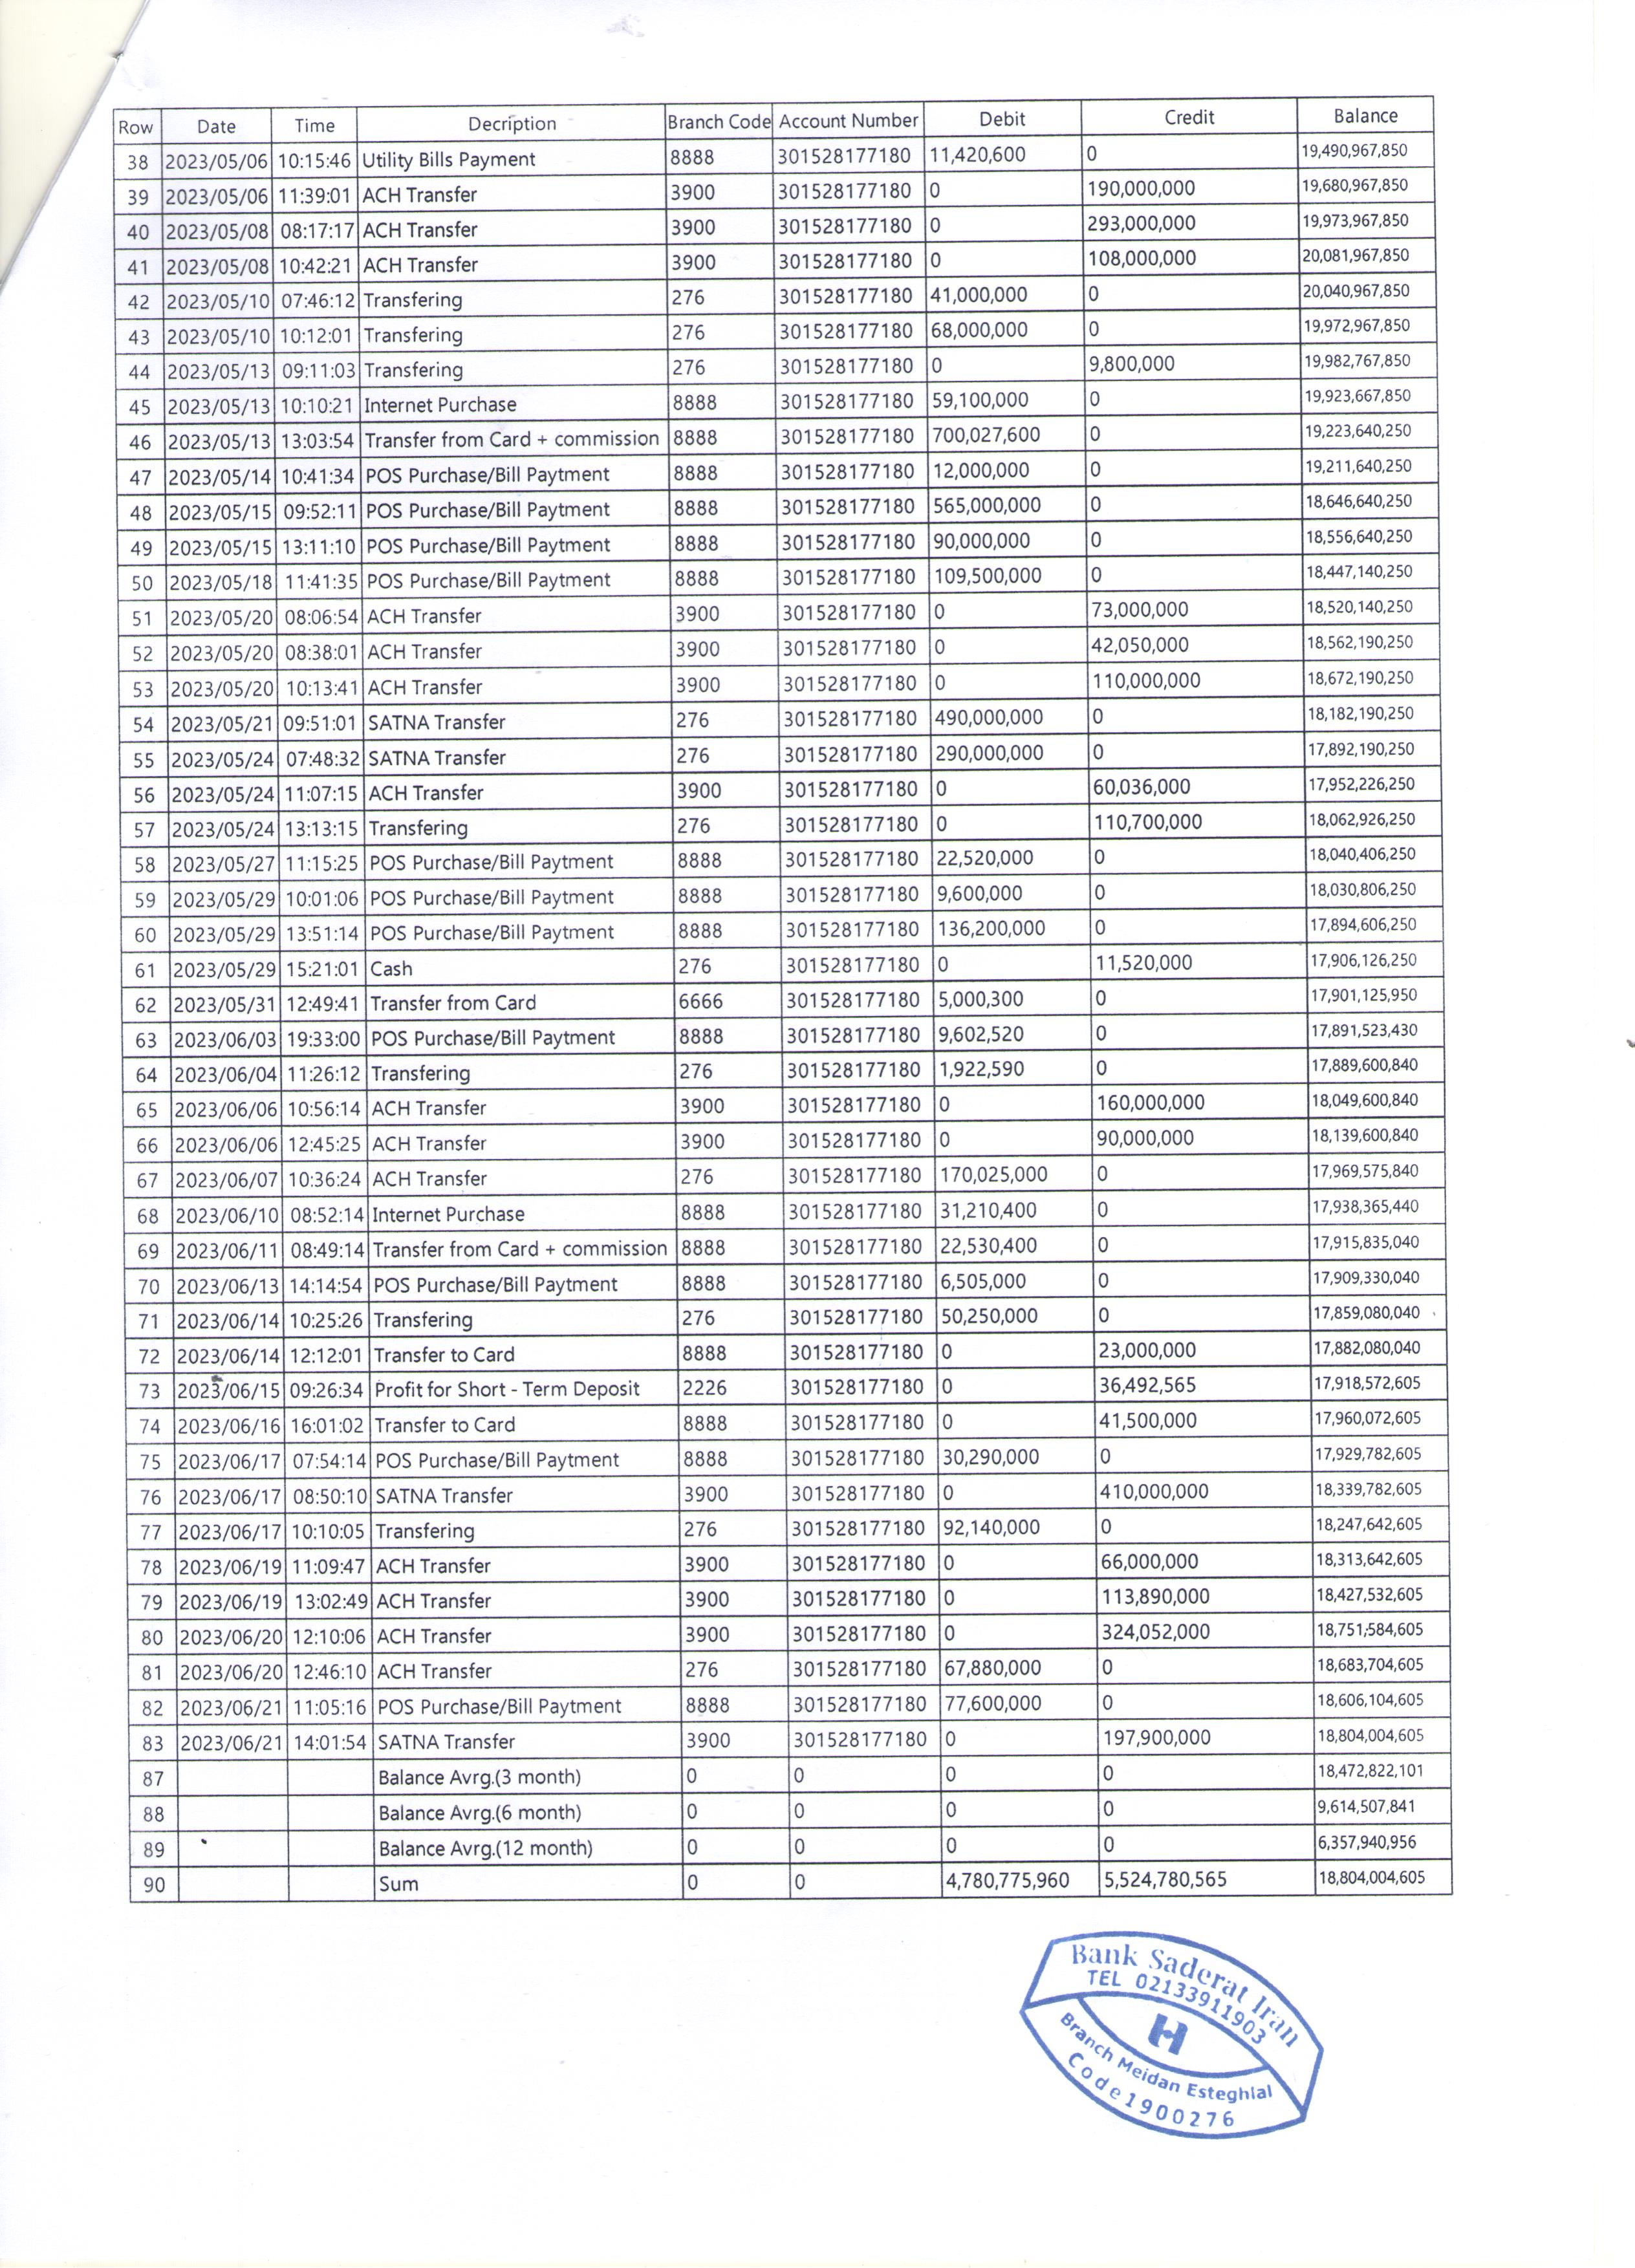 Row Date Time Decription Branch Code Account Number Debit Credit Balance
38 2023/05/06 10:15:46 Utility Bills Payment 8888 301528177180 11,420,600 0 19,490,967,850
39 2023/05/06 11:39:01 ACH Transfer 3900 301528177180 0 190,000,000 19,680,967,850
40 2023/05/08 08:17:17 ACH Transfer 3900 301528177180 0 293,000,000 19,973,967,850
41 2023/05/08 10:42:21 ACH Transfer 3900 301528177180 0 108,000,000 20,081,967,850
42 2023/05/10 07:46:12 Transfering 276 301528177180 41,000,000 0 20,040,967,850
43 2023/05/10 10:12:01 Transfering 276 301528177180 68,000,000 0 19,972,967,850
44 2023/05/13 09:11:03 Transfering 276 301528177180 0 9,800,000 19,982,767,850
45 2023/05/13 10:10:21 Internet Purchase 8888 301528177180 59,100,000 0 19,923,667,850
46 2023/05/13 13:03:54 Transfer from Card + commission 8888 301528177180 700,027,600 0 19,223,640,250
47 2023/05/14 10:41:34 POS Purchase/Bill Paytment 8888 301528177180 12,000,000 0 19,211,640,250
48 2023/05/15 09:52:11 POS Purchase/Bill Paytment 8888 301528177180 565,000,000 0 18,646,640,250
49 2023/05/15 13:11:10 POS Purchase/Bill Paytment 8888 301528177180 90,000,000 0 18,556,640,250
50 2023/05/18 11:41:35 POS Purchase/Bill Paytment 8888 301528177180 109,500,000 0 18,447,140,250
51 2023/05/20 08:06:54 ACH Transfer 3900 301528177180 0 73,000,000 18,520,140,250
52 2023/05/20 08:38:01 ACH Transfer 3900 301528177180 0 42,050,000 18,562,190,250
53 2023/05/20 10:13:41 ACH Transfer 3900 301528177180 0 110,000,000 18,672,190,250
54 2023/05/21 09:51:01 SATNA Transfer 276 301528177180 490,000,000 0 18,182,190,250
55 2023/05/24 07:48:32 SATNA Transfer 276 301528177180 290,000,000 0 17,892,190,250
56 2023/05/24 11:07:15 ACH Transfer 3900 301528177180 0 60,036,000 17,952,226,250
57 2023/05/24 13:13:15 Transfering 276 301528177180 0 110,700,000 18,062,926,250
58 2023/05/27 11:15:25 POS Purchase/Bill Paytment 8888 301528177180 22,520,000 0 18,040,406,250
59 2023/05/29 10:01:06 POS Purchase/Bill Paytment 8888 301528177180 9,600,000 0 18,030,806,250
60 2023/05/29 13:51:14 POS Purchase/Bill Paytment 8888 301528177180 136,200,000 0 17,894,606,250
61 2023/05/29 15:21:01 Cash 276 301528177180 0 11,520,000 17,906,126,250
62 2023/05/31 12:49:41 Transfer from Card 6666 301528177180 5,000,300 0 17,901,125,950
63 2023/06/03 19:33:00 POS Purchase/Bill Paytment 8888 301528177180 9,602,520 0 17,891,523,430
64 2023/06/04 11:26:12 Transfering 276 301528177180 1,922,590 0 17,889,600,840
65 2023/06/06 10:56:14 ACH Transfer 3900 301528177180 0 160,000,000 18,049,600,840
66 2023/06/06 12:45:25 ACH Transfer 3900 301528177180 0 90,000,000 18,139,600,840
67 2023/06/07 10:36:24 ACH Transfer 276 301528177180 170,025,000 0 17,969,575,840
68 2023/06/10 08:52:14 Internet Purchase 8888 301528177180 31,210,400 0 17,938,365,440
69 2023/06/11 08:49:14 Transfer from Card + commission 8888 301528177180 22,530,400 0 17,915,835,040
70 2023/06/13 14:14:54 POS Purchase/Bill Paytment 8888 301528177180 6,505,000 0 17,909,330,040
71 2023/06/14 10:25:26 Transfering 276 301528177180 50,250,000 0 17,859,080,040
72 2023/06/14 12:12:01 Transfer to Card 8888 301528177180 0 23,000,000 17,882,080,040
73 2023/06/15 09:26:34 Profit for Short - Term Deposit 2226 301528177180 0 36,492,565 17,918,572,605
74 2023/06/16 16:01:02 Transfer to Card 8888 301528177180 0 41,500,000 17,960,072,605
75 2023/06/17 07:54:14 POS Purchase/Bill Paytment 8888 301528177180 30,290,000 0 17,929,782,605
76 2023/06/17 08:50:10 SATNA Transfer 3900 301528177180 0 410,000,000 18,339,782,605
77 2023/06/17 10:10:05 Transfering 276 301528177180 92,140,000 0 18,247,642,605
78 2023/06/19 11:09:47 ACH Transfer 3900 301528177180 0 66,000,000 18,313,642,605
79 2023/06/19 13:02:49 ACH Transfer 3900 301528177180 0 113,890,000 18,427,532,605
80 2023/06/20 12:10:06 ACH Transfer 3900 301528177180 0 324,052,000 18,751,584,605
81 2023/06/20 12:46:10 ACH Transfer 276 301528177180 67,880,000 0 18,683,704,605
82 2023/06/21 11:05:16 POS Purchase/Bill Paytment 8888 301528177180 77,600,000 0 18,606,104,605
83 2023/06/21 14:01:54 SATNA Transfer 3900 301528177180 0 197,900,000 18,804,004,605
87 Balance Avrg.(3 month) 0 0 0 0 18,472,822,101
88 Balance Avrg.(6 month) 0 0 0 0 9,614,507,841
89 Balance Avrg.(12 month) 0 0 0 0 6,357,940,956
90 Sum 0 0 4,780,775,960 5,524,780,565 18,804,004,605
Bank Saderat Iran
TEL 02133911903
Branch Meidan Esteghlal
Code 1900276